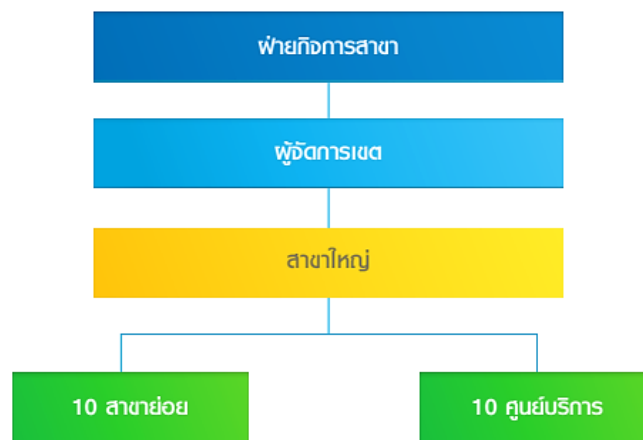 ฝ่ายกิจการสาขา
ผู้จัดการเขต
สาขาใหญ่
10 สาขาย่อย
10 ศูนย์บริการ